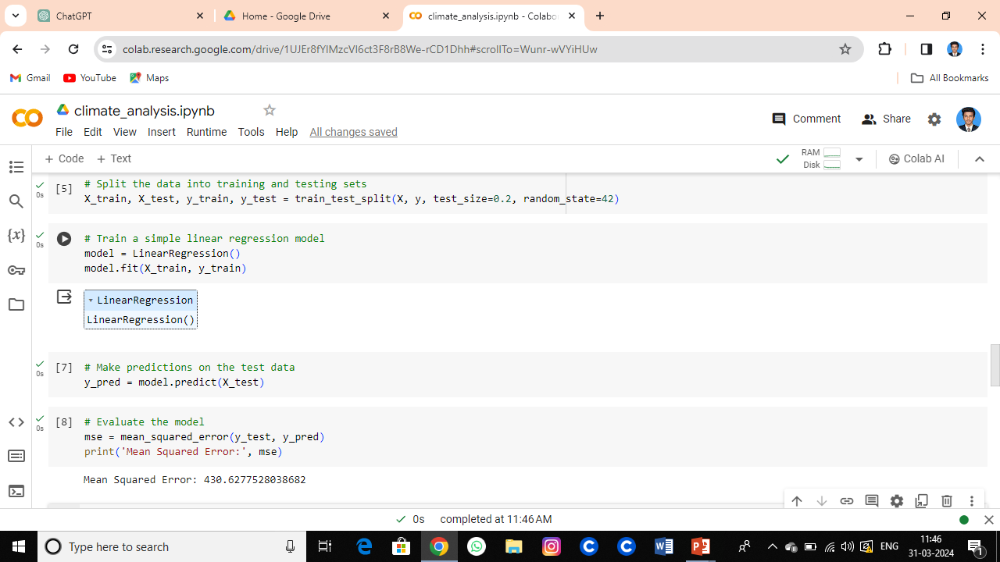 ChatGPT
Home - Google Drive
climate_analysis.ipynb - Colabo
colab.research.google.com/drive/1UJEr8fYlMzcVl6ct3F8rB8We-rCD1Dhh#scrollTo=Wunr-wVYiHUw
Gmail
YouTube
Maps
All Bookmarks
climate_analysis.ipynb
Comment
Share
File Edit View Insert Runtime Tools Help All changes saved
+ Code + Text
RAM
Disk
Colab AI
0s
[5]
# Split the data into training and testing sets
X_train, X_test, y_train, y_test = train_test_split(X, y, test_size=0.2, random_state=42)
{x}
0s
# Train a simple linear regression model
model = LinearRegression()
model.fit(X_train, y_train)
LinearRegression
LinearRegression()
0s
[7]
# Make predictions on the test data
y_pred = model.predict(X_test)
0s
[8]
# Evaluate the model
mse = mean_squared_error(y_test, y_pred)
print('Mean Squared Error:', mse)
Mean Squared Error: 430.6277528038682
0s completed at 11:46 AM
Type here to search
ENG
11:46
31-03-2024
1